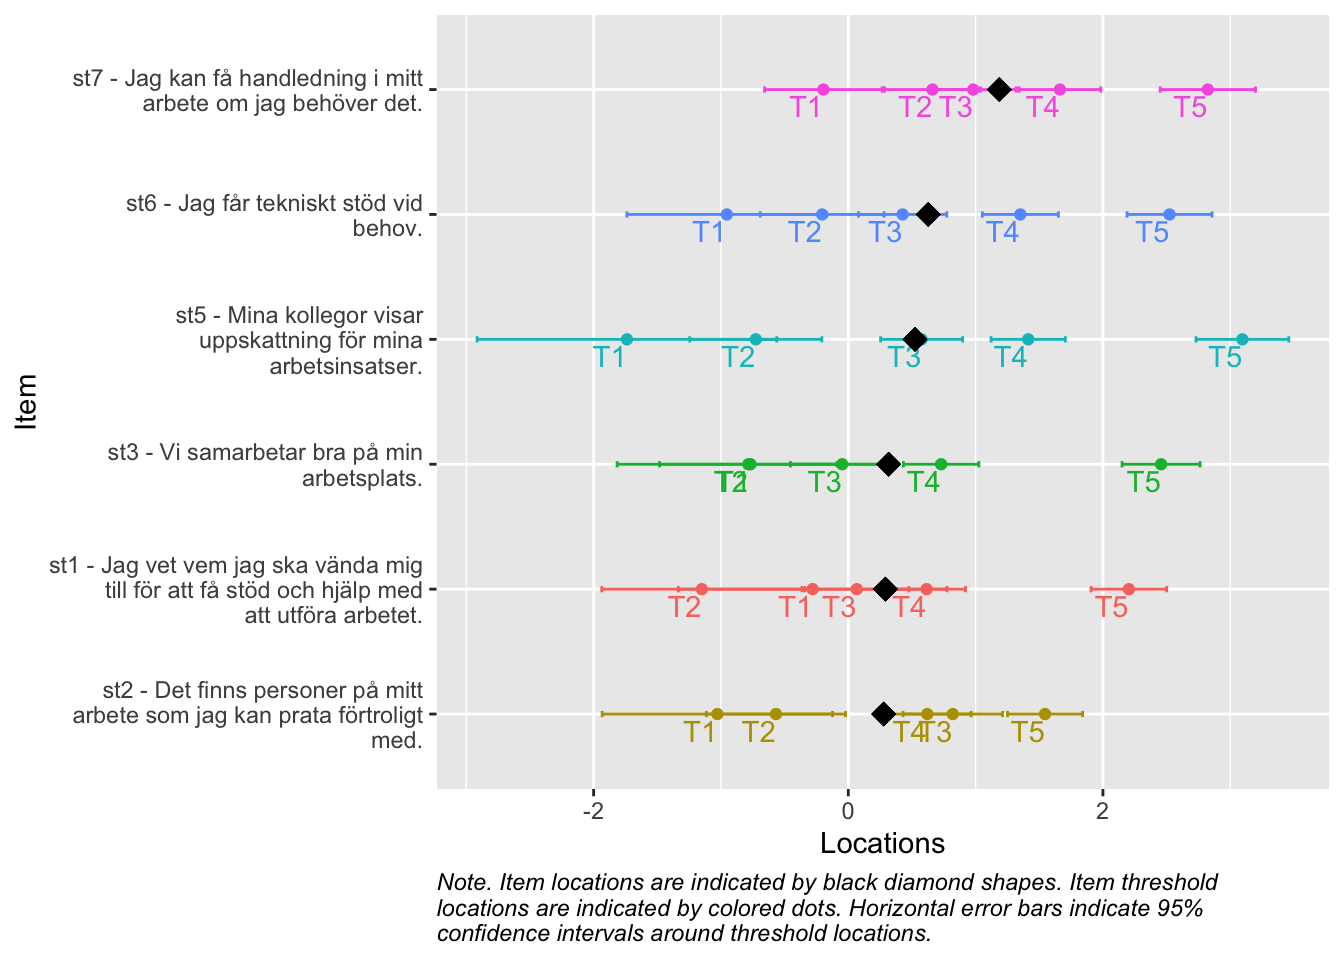 st7 - Jag kan få handledning i mitt
arbete om jag behöver det.
T1 T2 T3 T4 T5
st6 - Jag får tekniskt stöd vid
behov.
T1 T2 T3 T4 T5
st5 - Mina kollegor visar
uppskattning för mina
arbetsinsatser.
T1 T2 T3 T4 T5
st3 - Vi samarbetar bra på min
arbetsplats.
T1 T2 T3 T4 T5
st1 - Jag vet vem jag ska vända mig
till för att få stöd och hjälp med
att utföra arbetet.
T2 T1 T3 T4 T5
st2 - Det finns personer på mitt
arbete som jag kan prata förtroligt
med.
T1 T2 T4 T3 T5
Item
-2 0 2
Locations
Note. Item locations are indicated by black diamond shapes. Item threshold
locations are indicated by colored dots. Horizontal error bars indicate 95%
confidence intervals around threshold locations.